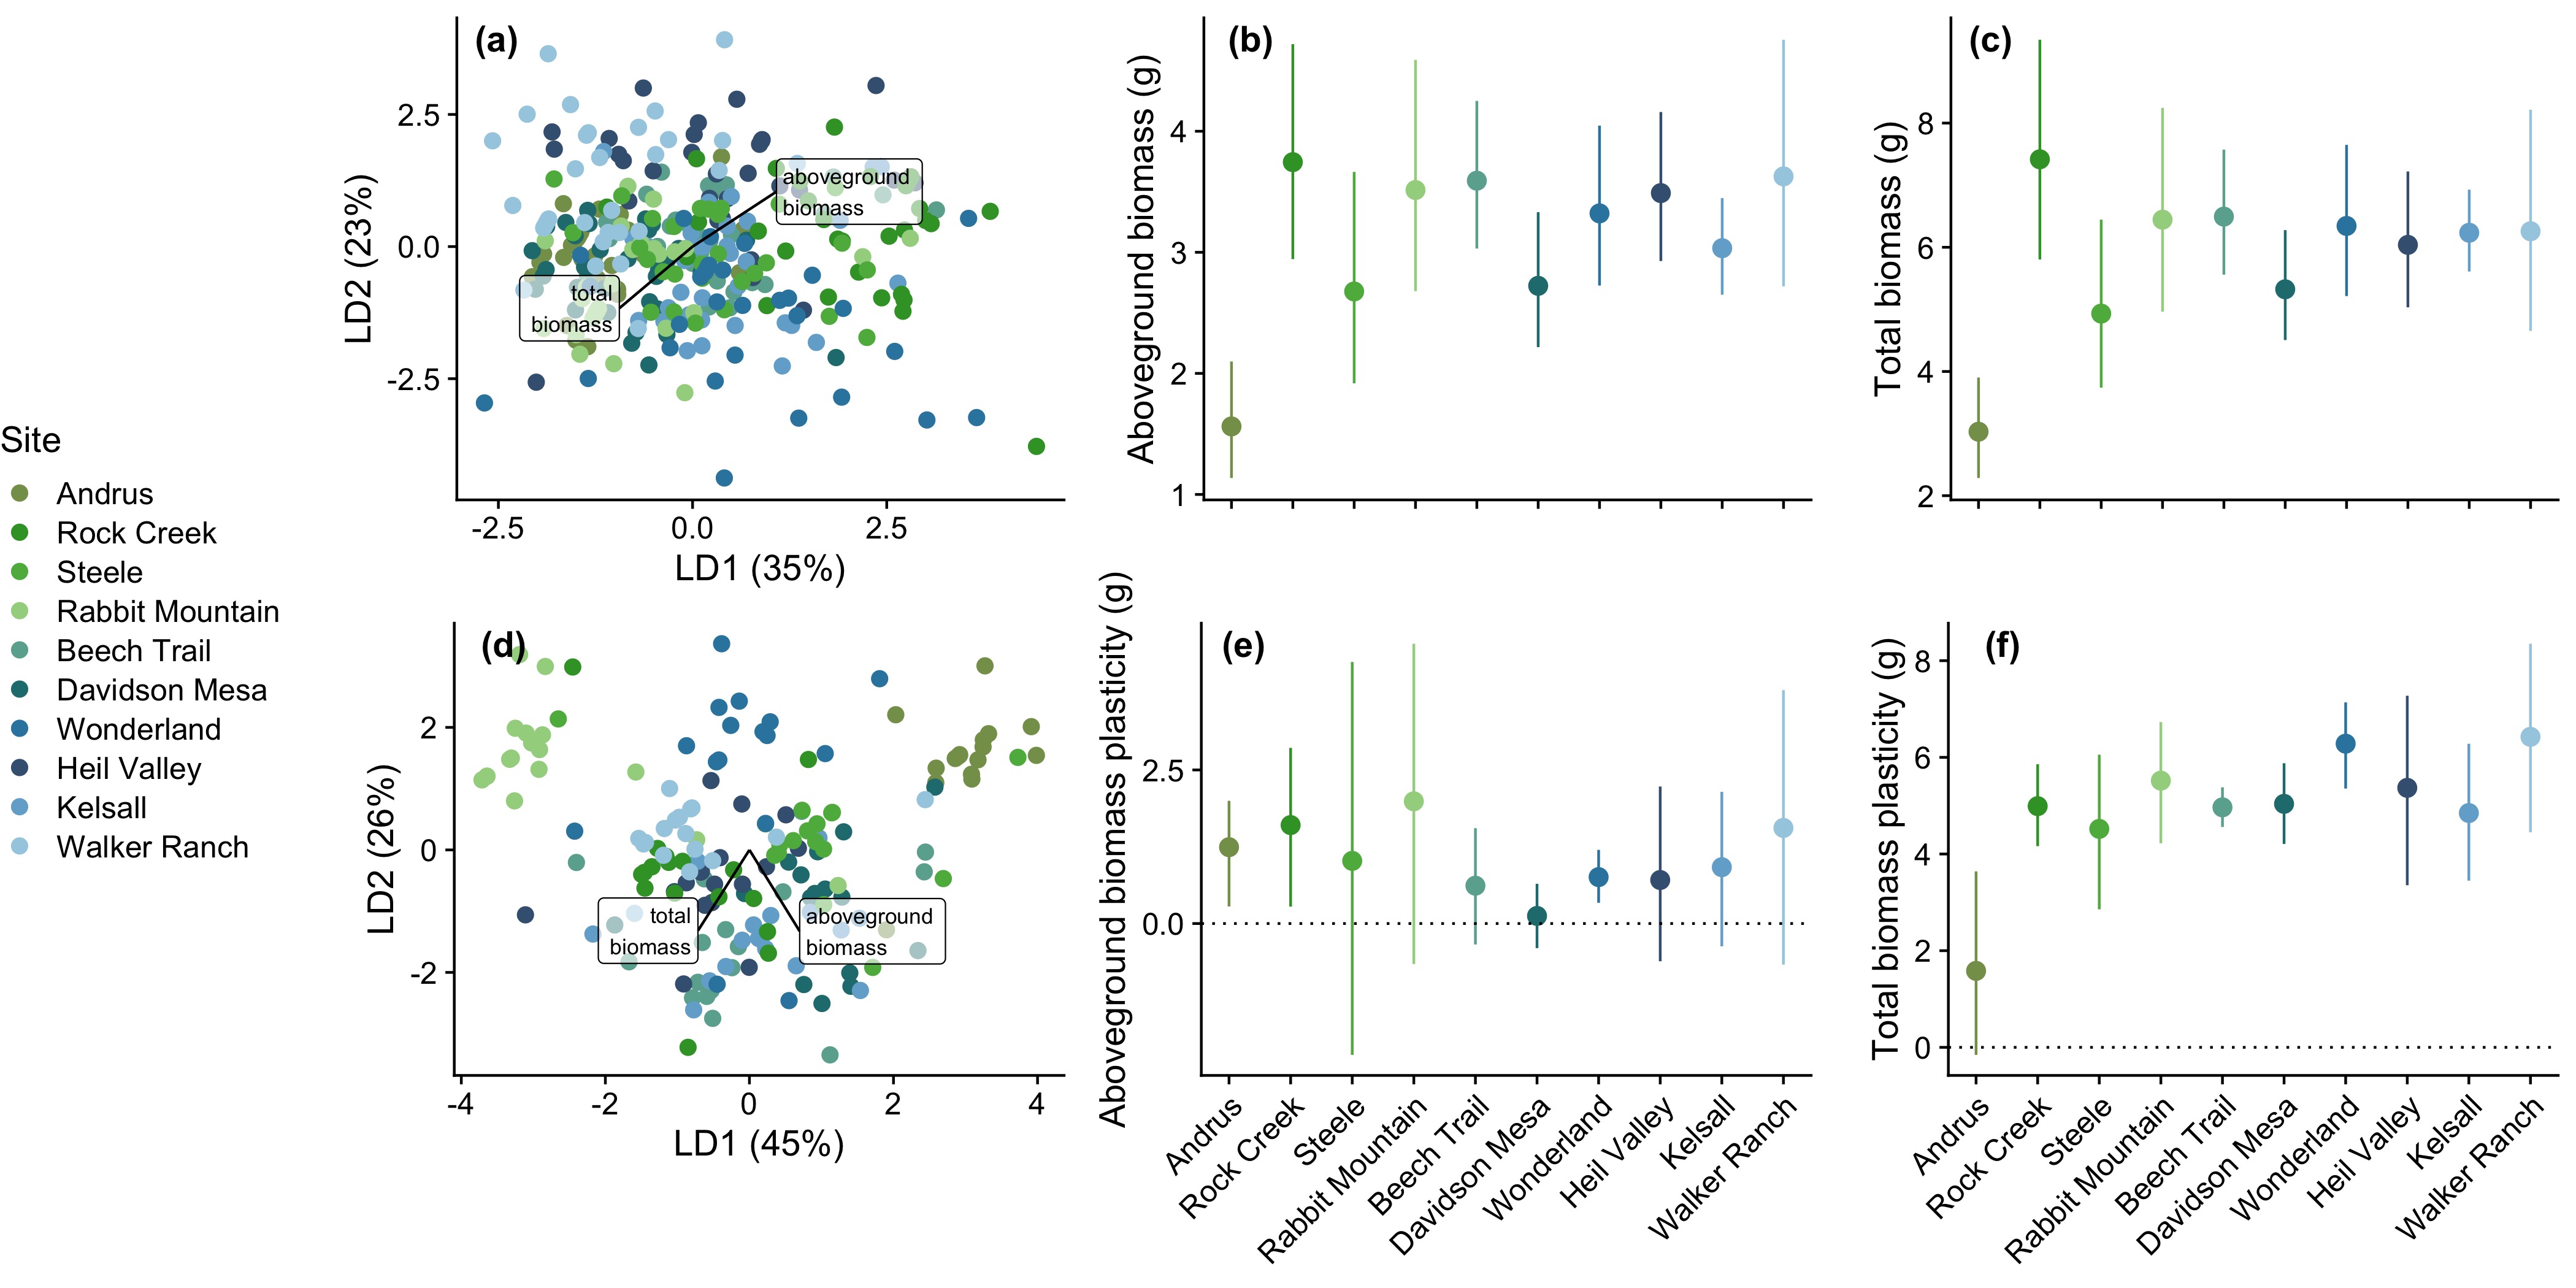 Site
Andrus
Rock Creek
Steele
Rabbit Mountain
Beech Trail
Davidson Mesa
Wonderland
Heil Valley
Kelsall
Walker Ranch
(a)
LD2 (23%)
2.5
0.0
-2.5
aboveground
biomass
total
biomass
-2.5
0.0
2.5
LD1 (35%)
(b)
Aboveground biomass (g)
4
3
2
1
(c)
Total biomass (g)
8
6
4
2
(d)
LD2 (26%)
2
0
-2
total
biomass
aboveground
biomass
-4
-2
0
2
4
LD1 (45%)
(e)
Aboveground biomass plasticity (g)
2.5
0.0
Andrus
Rock Creek
Steele
Rabbit Mountain
Beech Trail
Davidson Mesa
Wonderland
Heil Valley
Kelsall
Walker Ranch
(f)
Total biomass plasticity (g)
8
6
4
2
0
Andrus
Rock Creek
Steele
Rabbit Mountain
Beech Trail
Davidson Mesa
Wonderland
Heil Valley
Kelsall
Walker Ranch